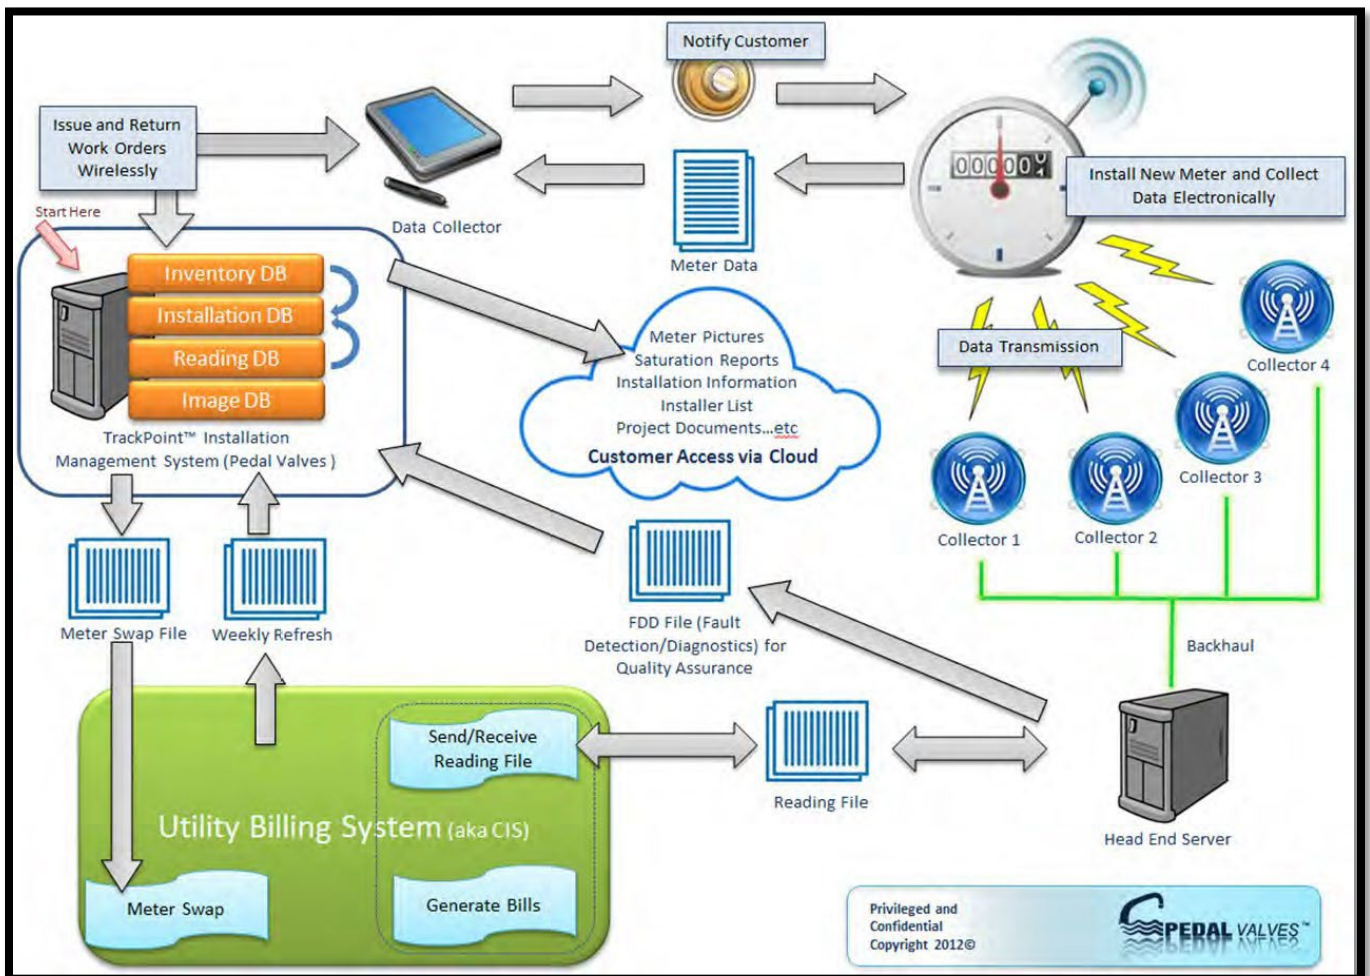 Notify Customer
Issue and Return
Work Orders
Wirelessly
Start Here
Data Collector
Meter Data
000000
Install New Meter and Collect
Data Electronically
Inventory DB
Installation DB
Reading DB
Image DB
TrackPoint™ Installation
Management System (Pedal Valves )
Meter Pictures
Saturation Reports
Installation Information
Installer List
Project Documents...etc
Customer Access via Cloud
Data Transmission
Collector 4
Collector 3
Collector 1
Collector 2
Meter Swap File
Weekly Refresh
FDD File (Fault
Detection/Diagnostics) for
Quality Assurance
Backhaul
Send/Receive
Reading File
Reading File
Head End Server
Utility Billing System (aka CIS)
Meter Swap
Generate Bills
Privileged and
Confidential
Copyright 2012©
PEDAL VALVES™